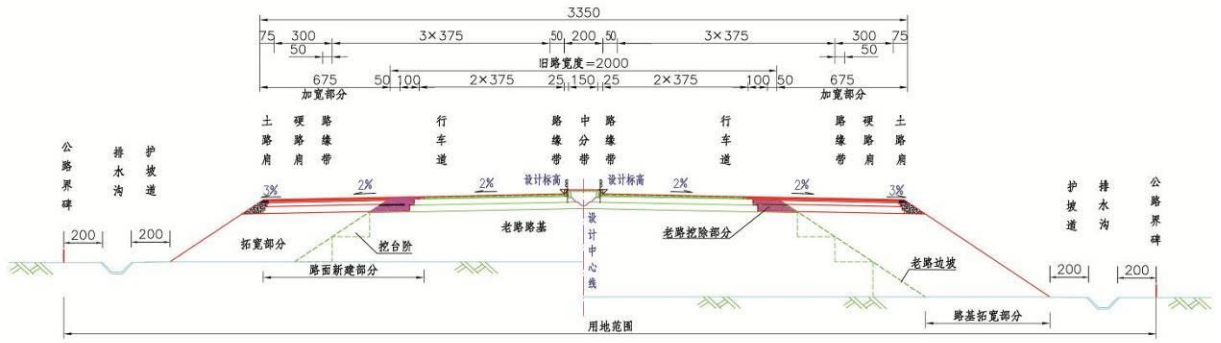 3350
75 300 3×375 50 200 50 3×375 300 75
50 50
旧路宽度=2000
675 50 100 2×375 25 150 25 2×375 100 50 675
加宽部分 加宽部分
土路肩 硬路肩 路缘带 行车道 路缘带 中分带 路缘带 行车道 路缘带 硬路肩 土路肩
公路界碑 排水沟 护坡道 护坡道 排水沟 公路界碑
3% 2% 2% 设计标高 设计标高 2% 2% 3%
200 200 拓宽部分 挖台阶 老路路基 设计中心线 老路挖除部分
路面新建部分 老路边坡 200 200
路基拓宽部分
用地范围